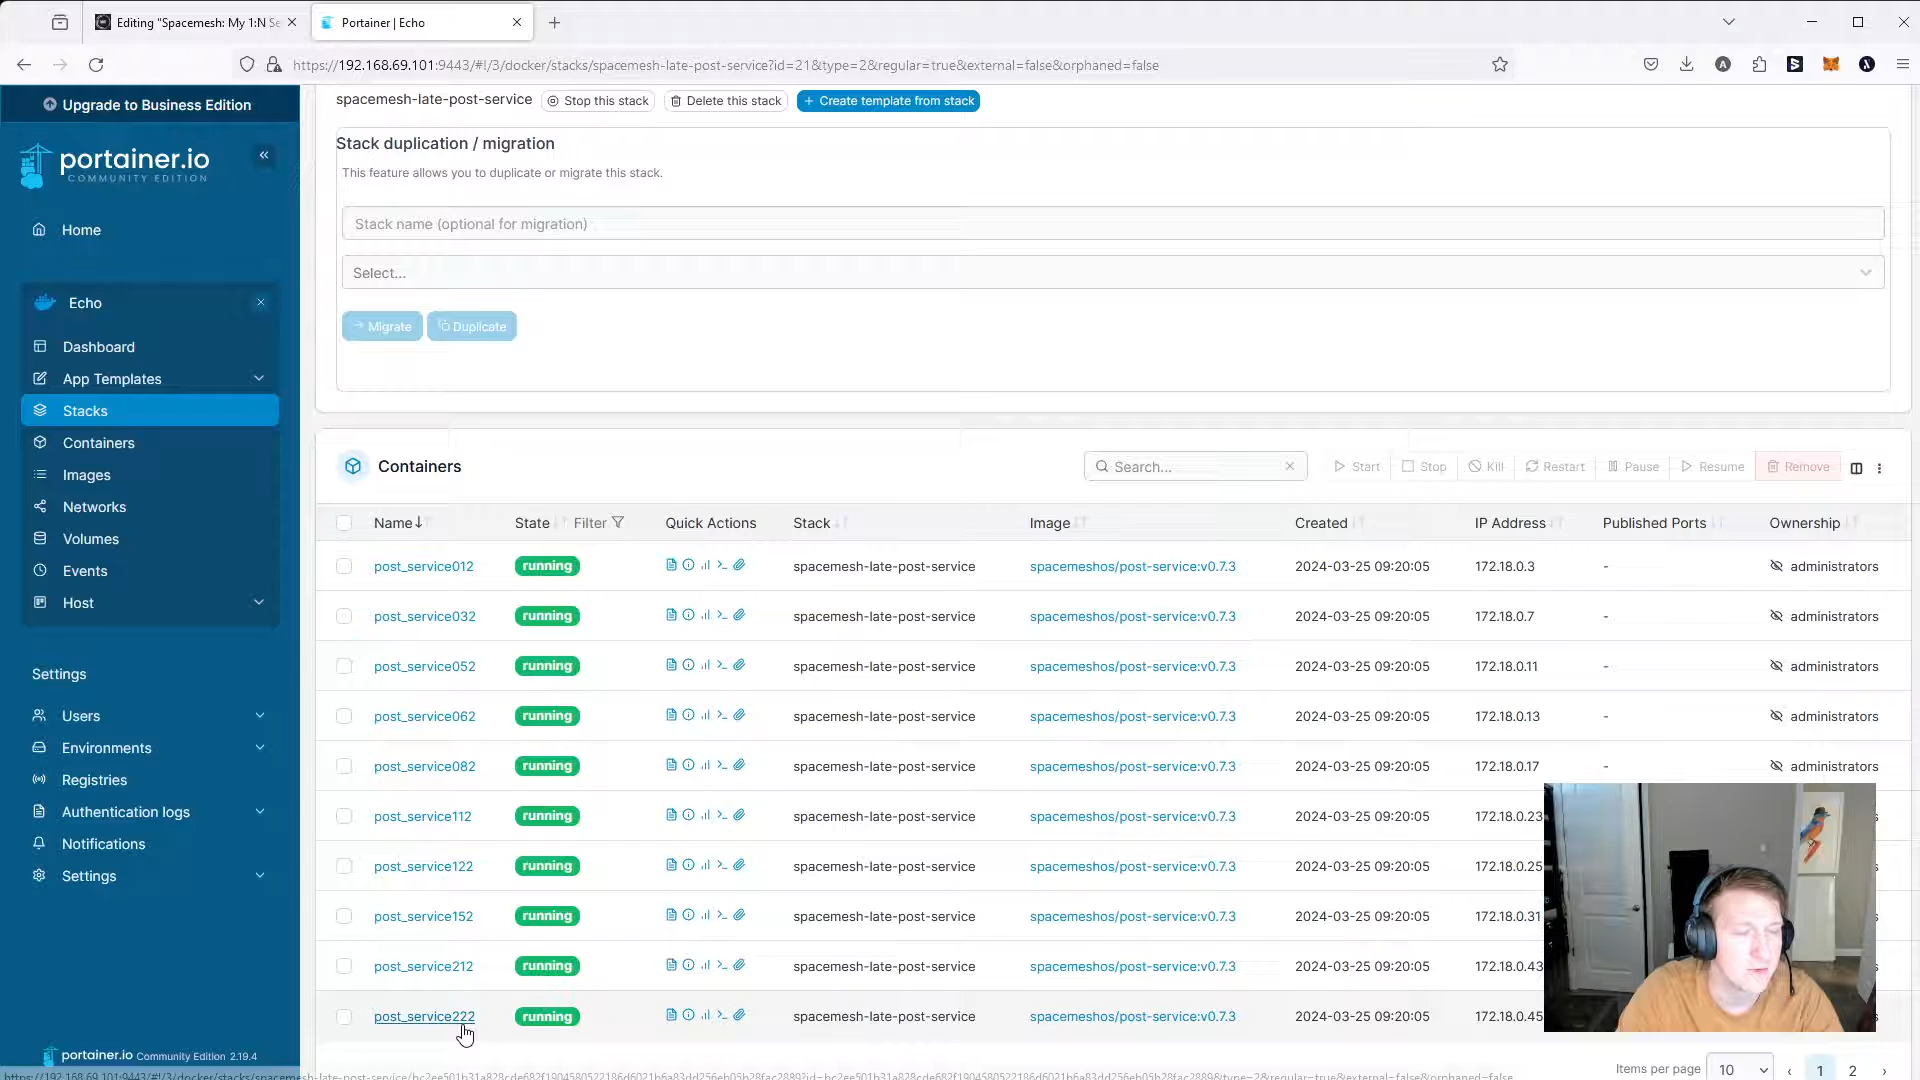 Editing "Spacemesh: My 1:N Se
Portainer | Echo
https://192.168.69.101:9443/#!/3/docker/stacks/spacemesh-late-post-service?id=21&type=2&regular=true&external=false&orphaned=false
Upgrade to Business Edition
portainer.io
COMMUNITY EDITION
Home
Echo
Dashboard
App Templates
Stacks
Containers
Images
Networks
Volumes
Events
Host
Settings
Users
Environments
Registries
Authentication logs
Notifications
Settings
portainer.io Community Edition 2.19.4
spacemesh-late-post-service Stop this stack Delete this stack + Create template from stack
Stack duplication / migration
This feature allows you to duplicate or migrate this stack.
Stack name (optional for migration)
Select...
Migrate Duplicate
Containers Search... Start Stop Kill Restart Pause Resume Remove
Name State Filter Quick Actions Stack Image Created IP Address Published Ports Ownership
post_service012 running spacemesh-late-post-service spacemeshos/post-service:v0.7.3 2024-03-25 09:20:05 172.18.0.3 - administrators
post_service032 running spacemesh-late-post-service spacemeshos/post-service:v0.7.3 2024-03-25 09:20:05 172.18.0.7 - administrators
post_service052 running spacemesh-late-post-service spacemeshos/post-service:v0.7.3 2024-03-25 09:20:05 172.18.0.11 - administrators
post_service062 running spacemesh-late-post-service spacemeshos/post-service:v0.7.3 2024-03-25 09:20:05 172.18.0.13 - administrators
post_service082 running spacemesh-late-post-service spacemeshos/post-service:v0.7.3 2024-03-25 09:20:05 172.18.0.17 - administrators
post_service112 running spacemesh-late-post-service spacemeshos/post-service:v0.7.3 2024-03-25 09:20:05 172.18.0.23
post_service122 running spacemesh-late-post-service spacemeshos/post-service:v0.7.3 2024-03-25 09:20:05 172.18.0.25
post_service152 running spacemesh-late-post-service spacemeshos/post-service:v0.7.3 2024-03-25 09:20:05 172.18.0.31
post_service212 running spacemesh-late-post-service spacemeshos/post-service:v0.7.3 2024-03-25 09:20:05 172.18.0.43
post_service222 running spacemesh-late-post-service spacemeshos/post-service:v0.7.3 2024-03-25 09:20:05 172.18.0.45
Items per page 10 ‹ 1 2 ›